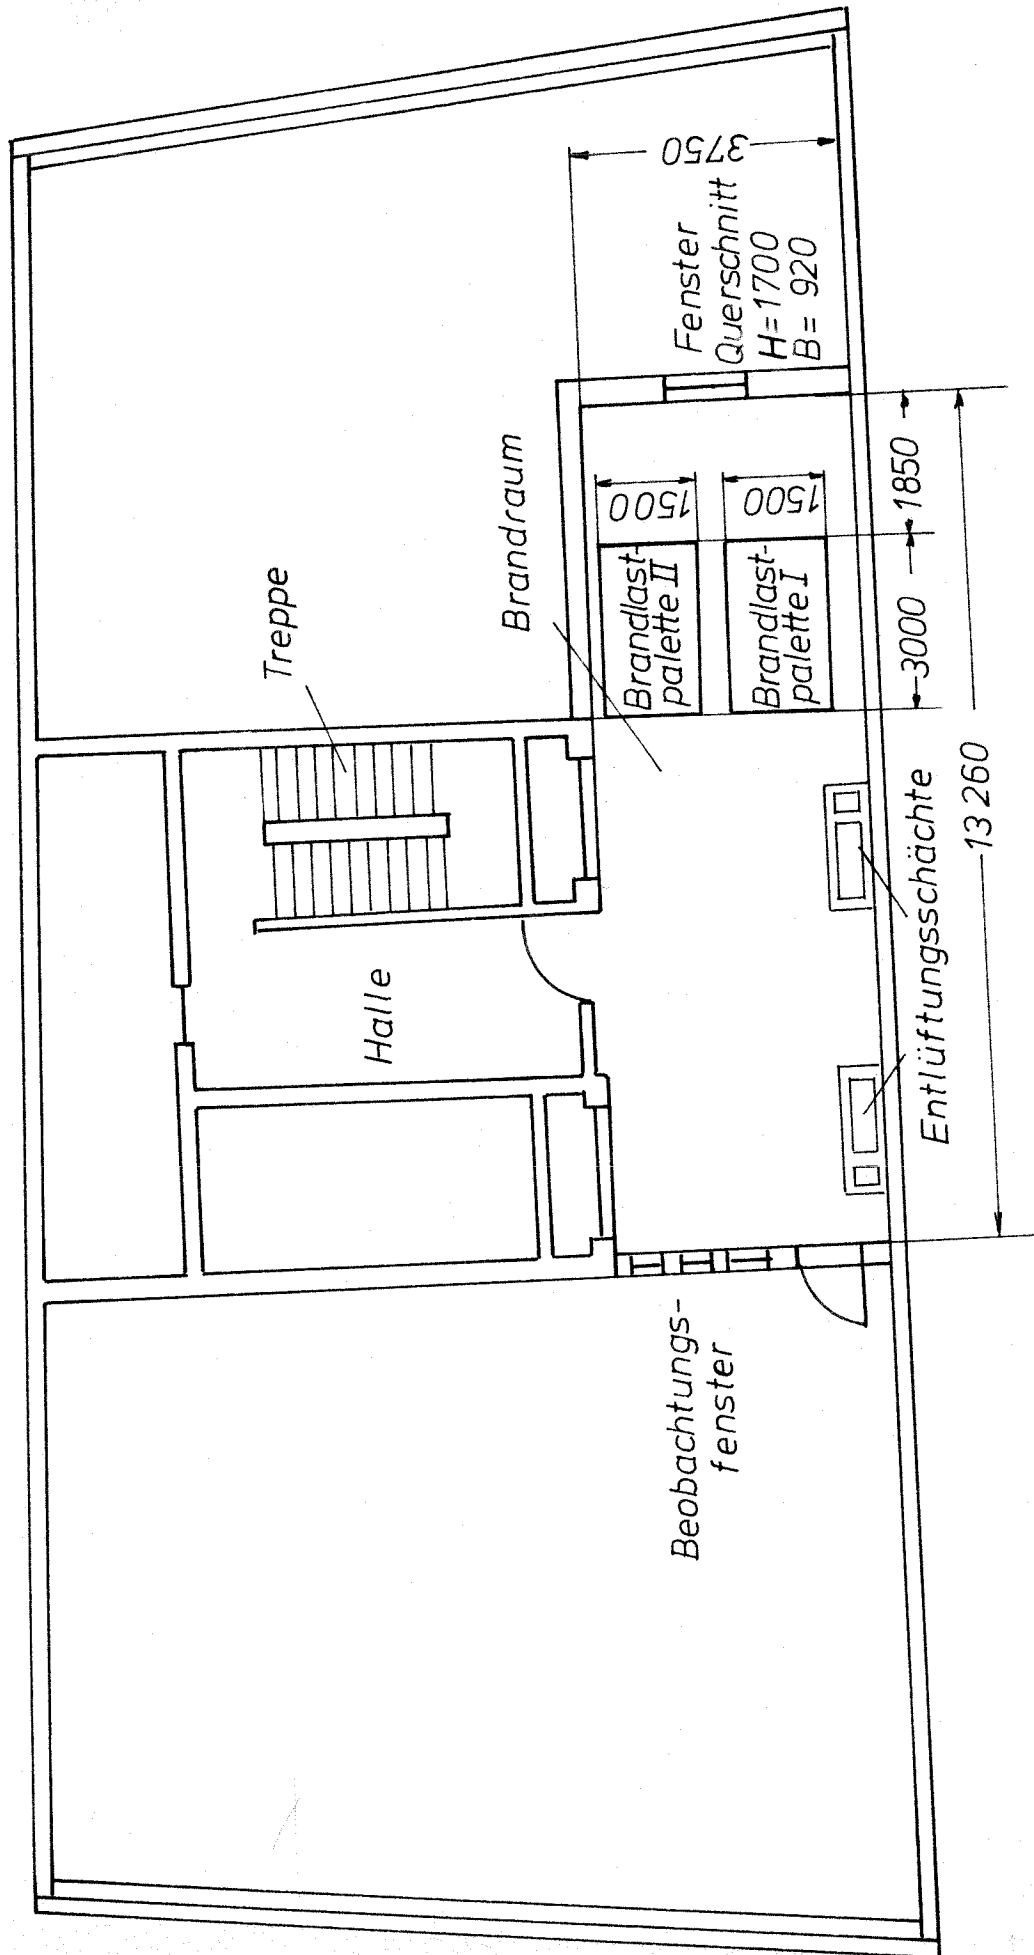 Treppe
Brandraum
Halle
Fenster
Querschnitt
H=1700
B= 920
3750
1500
1500
Brandlast-
palette II
Brandlast-
palette I
3000
1850
13 260
Entlüftungsschächte
Beobachtungs-
fenster